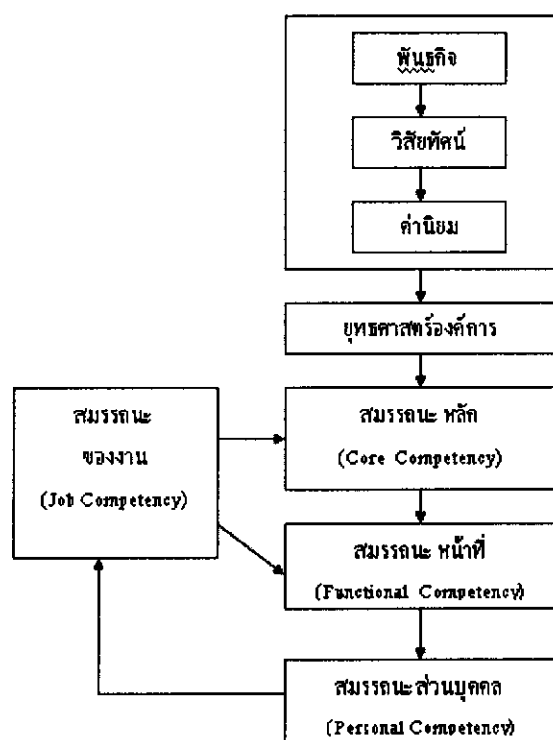 พันธกิจ
วิสัยทัศน์
ค่านิยม
ยุทธศาสตร์องค์การ
สมรรถนะ
ของงาน
(Job Competency)
สมรรถนะ หลัก
(Core Competency)
สมรรถนะ หน้าที่
(Functional Competency)
สมรรถนะส่วนบุคคล
(Personal Competency)